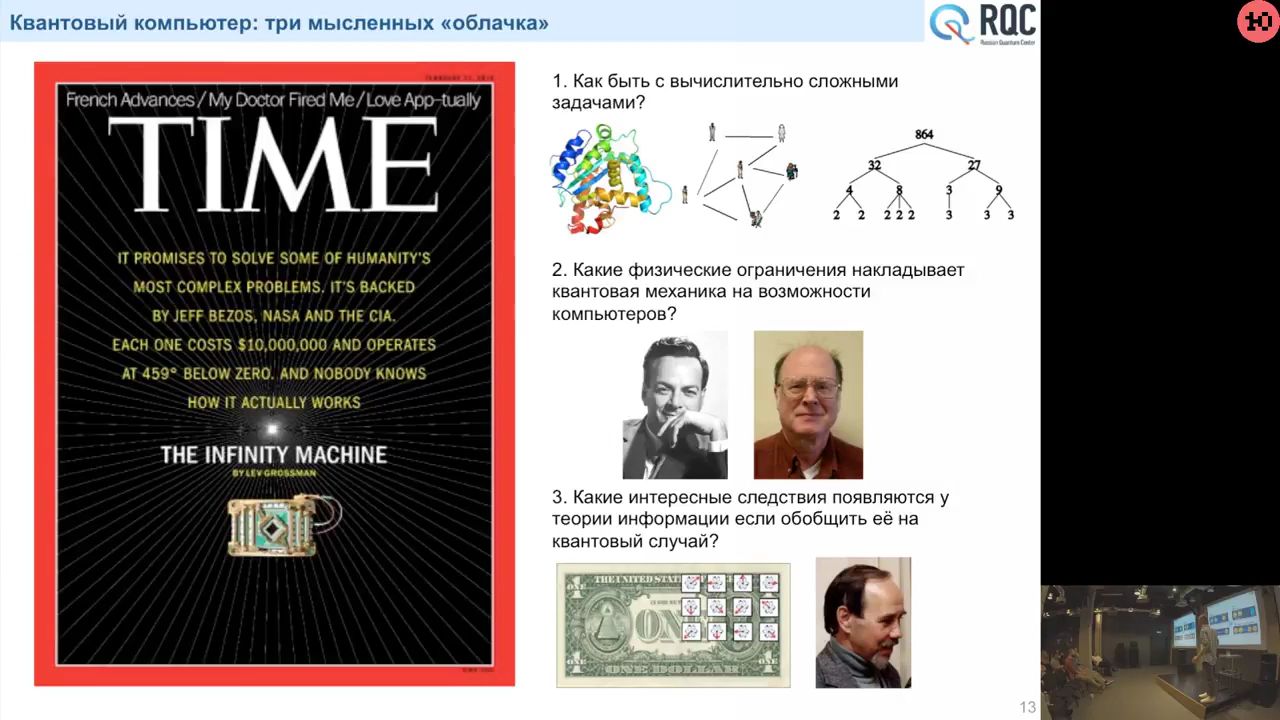 Квантовый компьютер: три мысленных «облачка»
RQC
Russian Quantum Center
Ю
French Advances / My Doctor Fired Me / Love App-tually
TIME
IT PROMISES TO SOLVE SOME OF HUMANITY'S
MOST COMPLEX PROBLEMS. IT'S BACKED
BY JEFF BEZOS, NASA AND THE CIA.
EACH ONE COSTS $10,000,000 AND OPERATES
AT 459° BELOW ZERO. AND NOBODY KNOWS
HOW IT ACTUALLY WORKS
THE INFINITY MACHINE
BY LEV GROSSMAN
1. Как быть с вычислительно сложными
задачами?
864
32 27
4 8 3 9
2 2 2 2 2 3 3 3
2. Какие физические ограничения накладывает
квантовая механика на возможности
компьютеров?
3. Какие интересные следствия появляются у
теории информации если обобщить её на
квантовый случай?
THE UNITED STAT
ONE
ONE DOLLAR
13